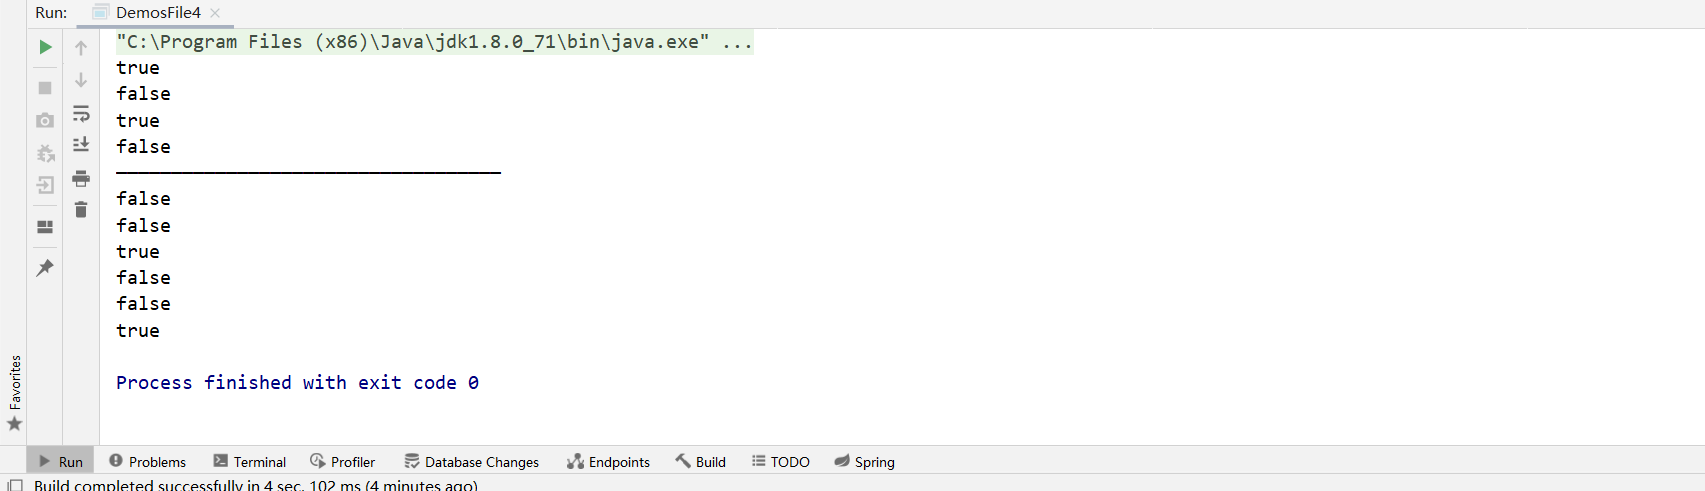 Run: DemosFile4
"C:\Program Files (x86)\Java\jdk1.8.0_71\bin\java.exe" ...
true
false
true
false
———————————————————————————————————
false
false
true
false
false
true
Process finished with exit code 0
Favorites
Run Problems Terminal Profiler Database Changes Endpoints Build TODO Spring
Build completed successfully in 4 sec, 102 ms (4 minutes ago)